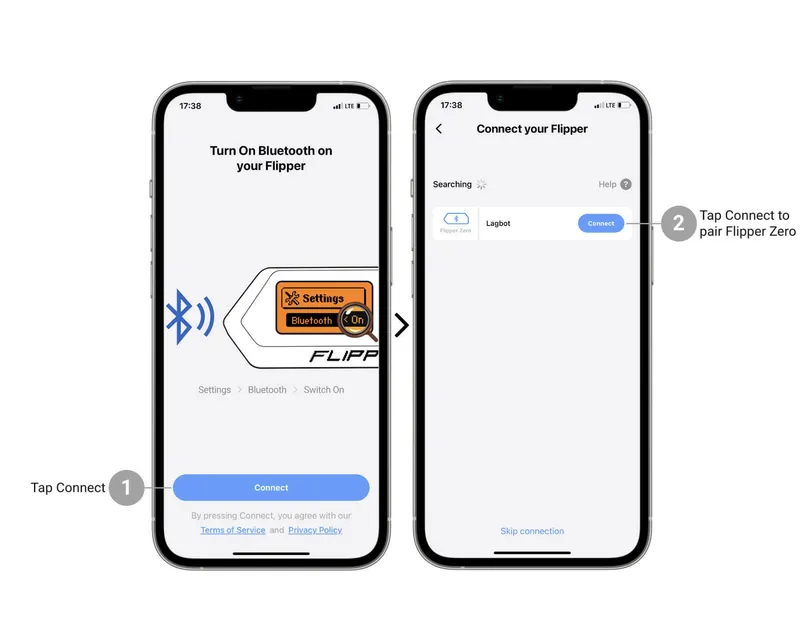 17:38
LTE
Turn On Bluetooth on
your Flipper
Settings
Bluetooth < On
FLIPP
Settings > Bluetooth > Switch On
Tap Connect 1
Connect
By pressing Connect, you agree with our
Terms of Service and Privacy Policy
17:38
LTE
Connect your Flipper
Searching
Help ?
Flipper Zero
Lagbot
Connect
2 Tap Connect to
pair Flipper Zero
Skip connection